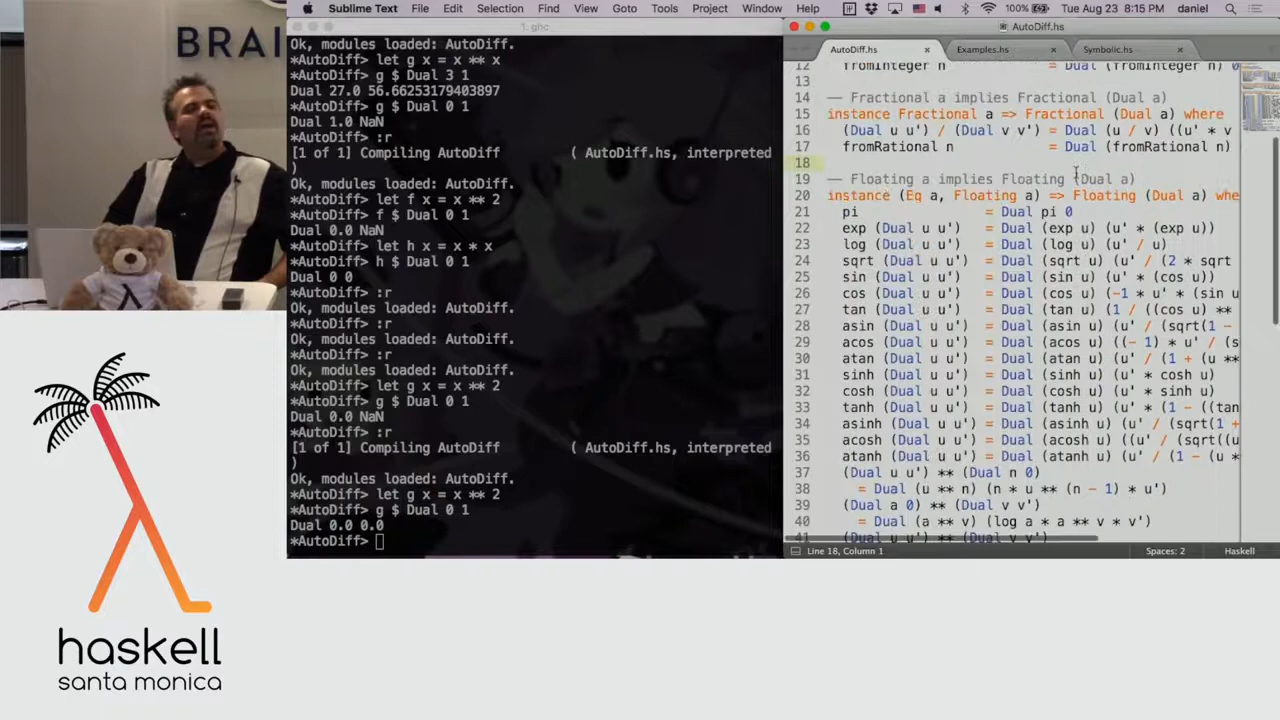 BRAI
Sublime Text File Edit Selection Find View Goto Tools Project Window Help 100% Tue Aug 23 8:15 PM daniel
1. ghc
Ok, modules loaded: AutoDiff.
*AutoDiff> let g x = x ** x
*AutoDiff> g $ Dual 3 1
Dual 27.0 56.66253179403897
*AutoDiff> g $ Dual 0 1
Dual 1.0 NaN
*AutoDiff> :r
[1 of 1] Compiling AutoDiff ( AutoDiff.hs, interpreted
)
Ok, modules loaded: AutoDiff.
*AutoDiff> let f x = x ** 2
*AutoDiff> f $ Dual 0 1
Dual 0.0 NaN
*AutoDiff> let h x = x * x
*AutoDiff> h $ Dual 0 1
Dual 0 0
*AutoDiff> :r
Ok, modules loaded: AutoDiff.
*AutoDiff> :r
Ok, modules loaded: AutoDiff.
*AutoDiff> :r
Ok, modules loaded: AutoDiff.
*AutoDiff> let g x = x ** 2
*AutoDiff> g $ Dual 0 1
Dual 0.0 NaN
*AutoDiff> :r
[1 of 1] Compiling AutoDiff ( AutoDiff.hs, interpreted
)
Ok, modules loaded: AutoDiff.
*AutoDiff> let g x = x ** 2
*AutoDiff> g $ Dual 0 1
Dual 0.0 0.0
*AutoDiff>
AutoDiff.hs
AutoDiff.hs × Examples.hs × Symbolic.hs ×
12 fromInteger n = Dual (fromInteger n) 0
13
14 -- Fractional a implies Fractional (Dual a)
15 instance Fractional a => Fractional (Dual a) where
16 (Dual u u') / (Dual v v') = Dual (u / v) ((u' * v
17 fromRational n = Dual (fromRational n)
18
19 -- Floating a implies Floating (Dual a)
20 instance (Eq a, Floating a) => Floating (Dual a) whe
21 pi = Dual pi 0
22 exp (Dual u u') = Dual (exp u) (u' * (exp u))
23 log (Dual u u') = Dual (log u) (u' / u)
24 sqrt (Dual u u') = Dual (sqrt u) (u' / (2 * sqrt
25 sin (Dual u u') = Dual (sin u) (u' * (cos u))
26 cos (Dual u u') = Dual (cos u) (-1 * u' * (sin u
27 tan (Dual u u') = Dual (tan u) (1 / ((cos u) **
28 asin (Dual u u') = Dual (asin u) (u' / (sqrt(1 -
29 acos (Dual u u') = Dual (acos u) ((- 1) * u' / (s
30 atan (Dual u u') = Dual (atan u) (u' / (1 + (u **
31 sinh (Dual u u') = Dual (sinh u) (u' * cosh u)
32 cosh (Dual u u') = Dual (cosh u) (u' * sinh u)
33 tanh (Dual u u') = Dual (tanh u) (u' * (1 - ((tan
34 asinh (Dual u u') = Dual (asinh u) (u' / (sqrt(1 +
35 acosh (Dual u u') = Dual (acosh u) ((u' / (sqrt((u
36 atanh (Dual u u') = Dual (atanh u) (u' / (1 - (u *
37 (Dual u u') ** (Dual n 0)
38 = Dual (u ** n) (n * u ** (n - 1) * u')
39 (Dual a 0) ** (Dual v v')
40 = Dual (a ** v) (log a * a ** v * v')
41 (Dual u u') ** (Dual v v')
Line 18, Column 1 Spaces: 2 Haskell
haskell
santa monica